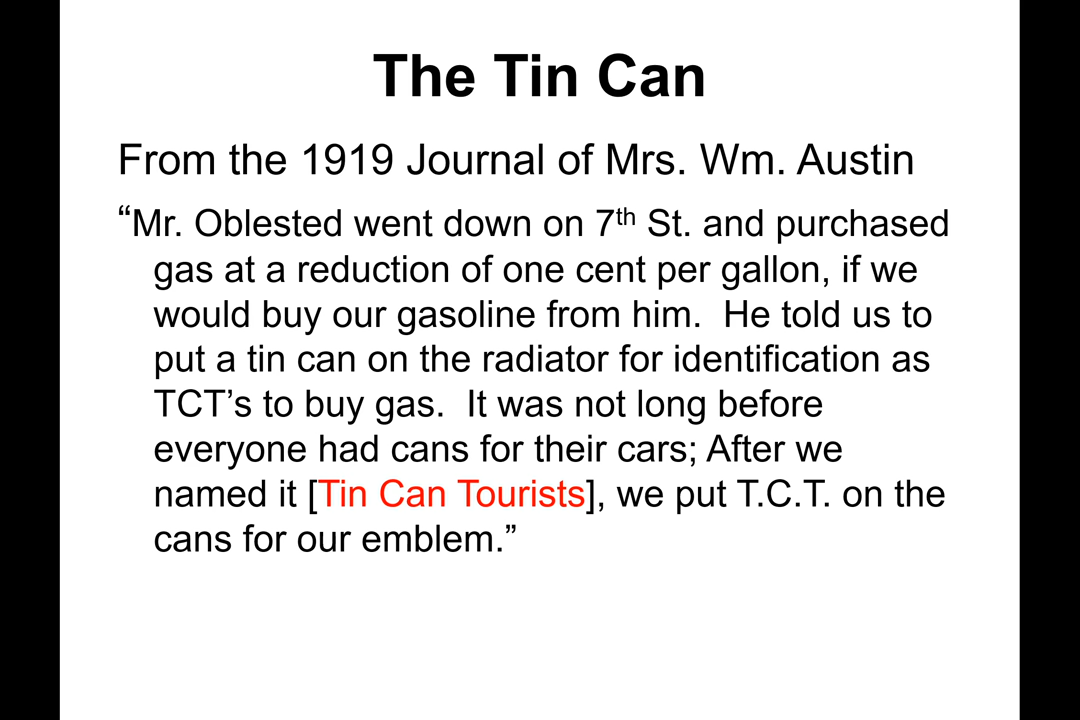 The Tin Can
From the 1919 Journal of Mrs. Wm. Austin
“Mr. Oblested went down on 7th St. and purchased
gas at a reduction of one cent per gallon, if we
would buy our gasoline from him.  He told us to
put a tin can on the radiator for identification as
TCT’s to buy gas.  It was not long before
everyone had cans for their cars; After we
named it [Tin Can Tourists], we put T.C.T. on the
cans for our emblem.”